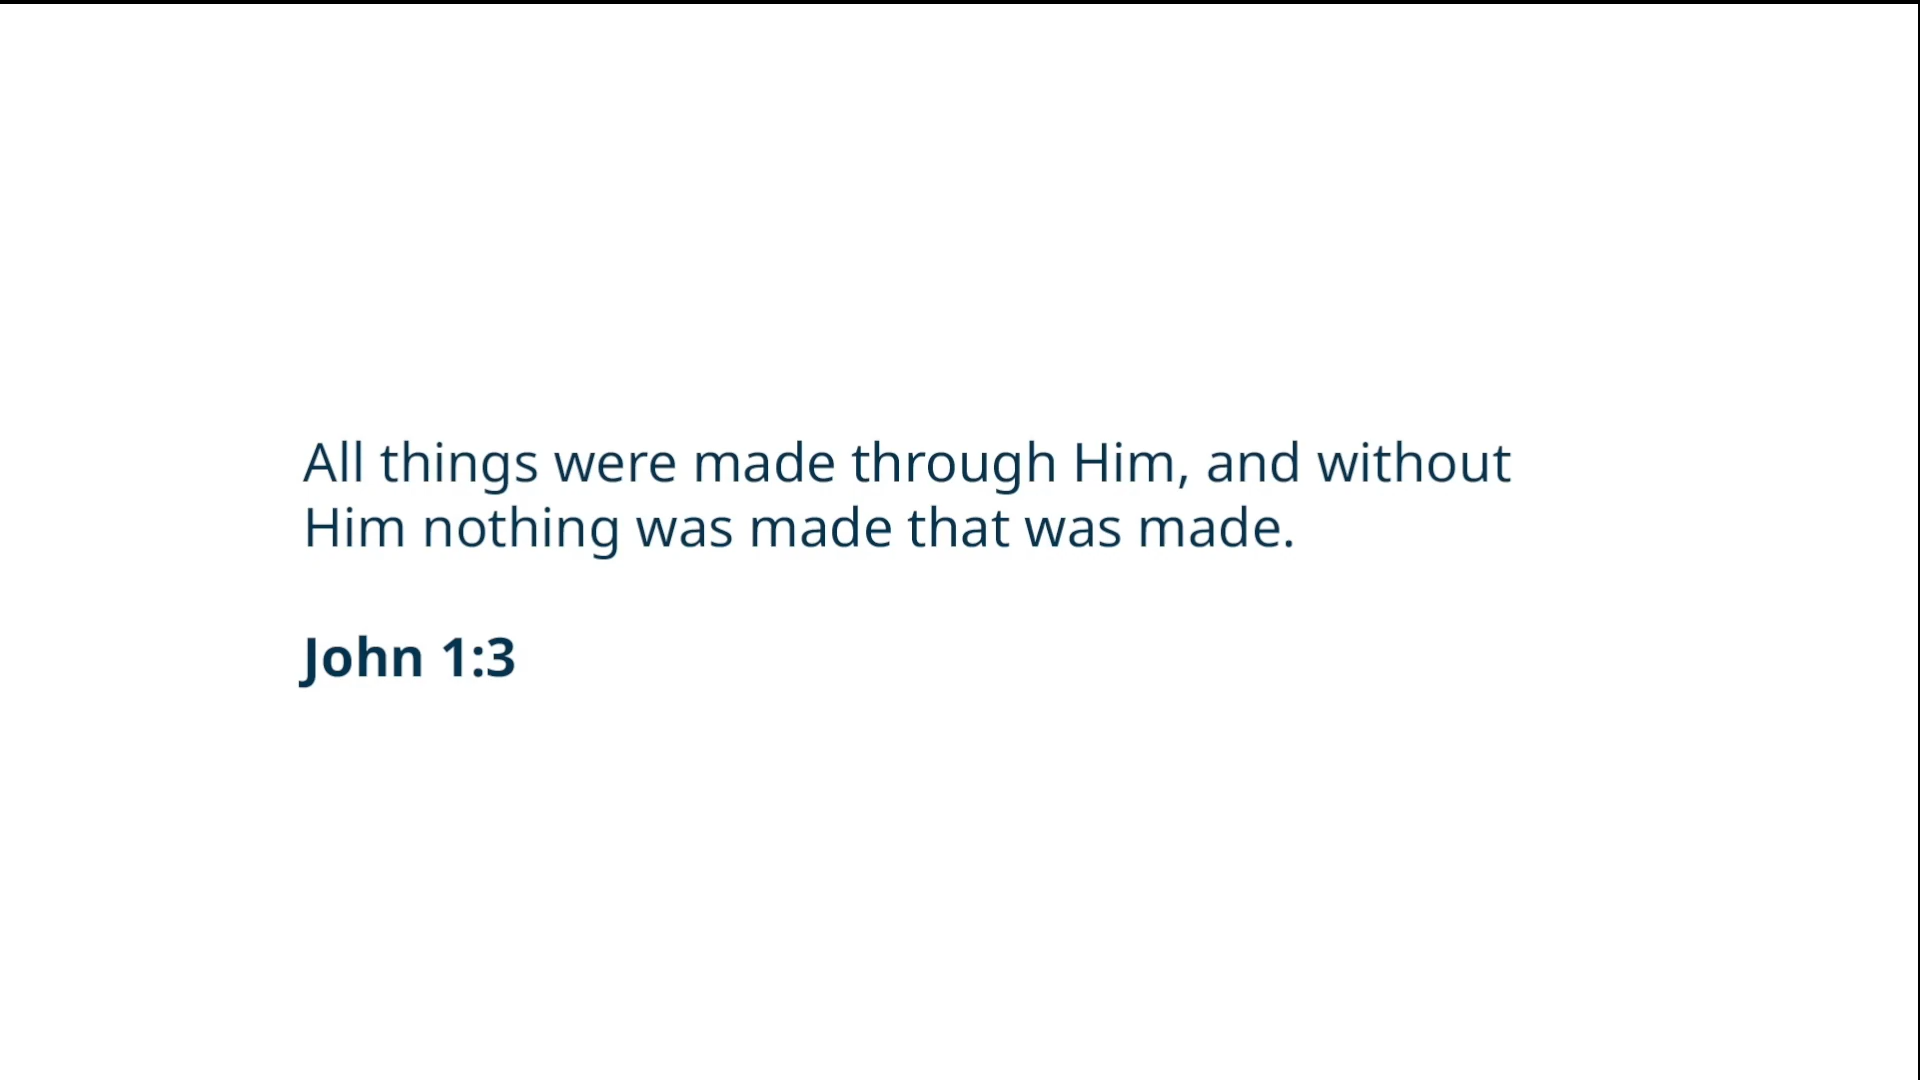 All things were made through Him, and without
Him nothing was made that was made.
John 1:3